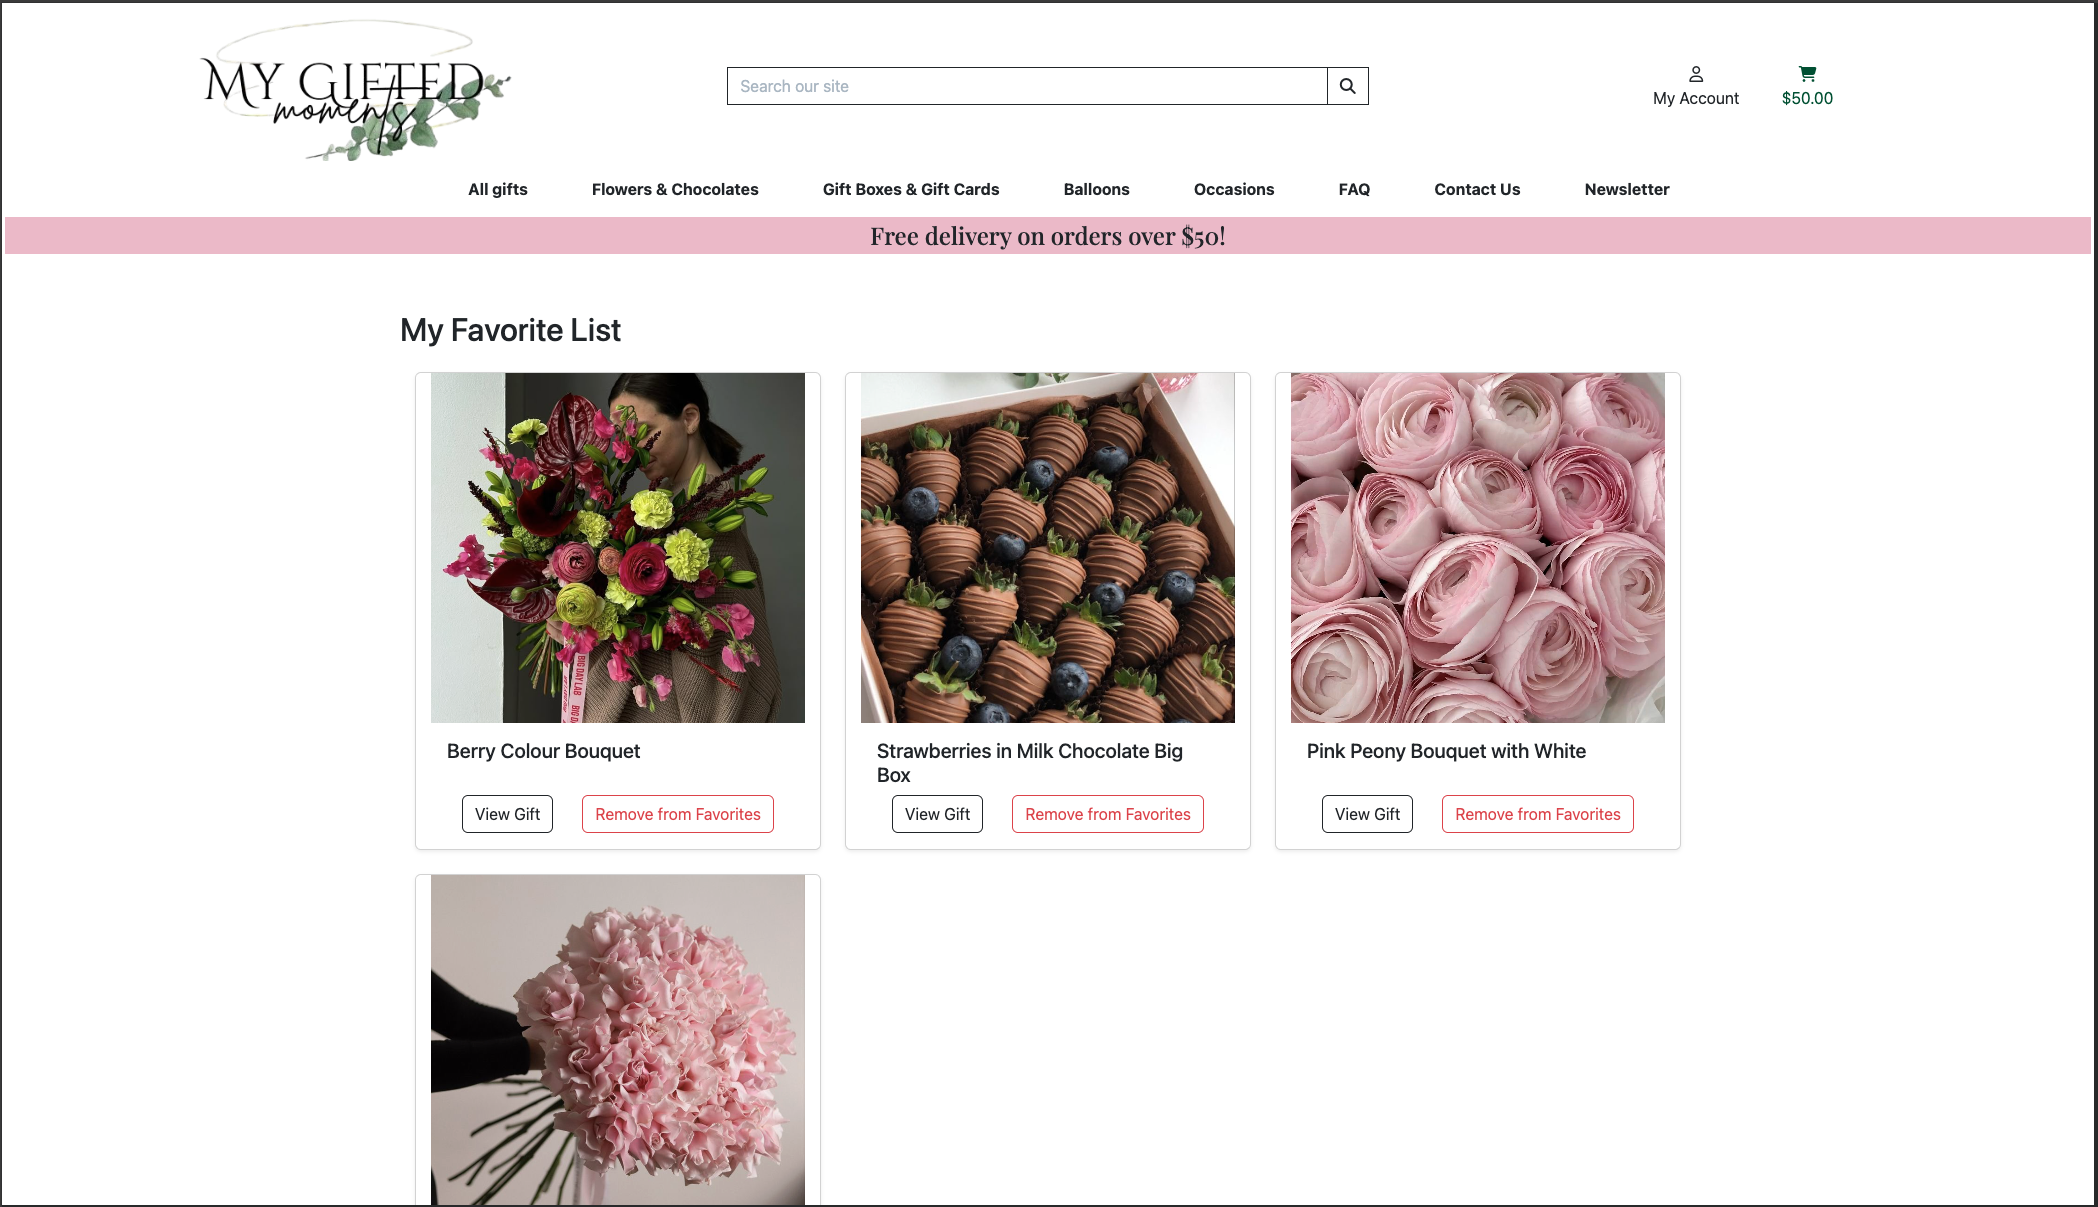 MY GIFTED
moments
Search our site
My Account
$50.00
All gifts
Flowers & Chocolates
Gift Boxes & Gift Cards
Balloons
Occasions
FAQ
Contact Us
Newsletter
Free delivery on orders over $50!
My Favorite List
BIG DAY LAB
Berry Colour Bouquet
View Gift
Remove from Favorites
Strawberries in Milk Chocolate Big
Box
View Gift
Remove from Favorites
Pink Peony Bouquet with White
View Gift
Remove from Favorites